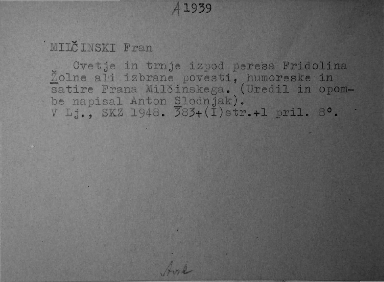 A 1939
MILČINSKI Fran
Cvetje in trnje izpod peresa Fridolina
Žolne ali izbrane povesti, humoreske in
satire Frana Milčinskega. (Uredil in opom-
be napisal Anton Slodnjak).
V Lj., SKZ 1948. 383+(I)str.+1 pril. 8°.